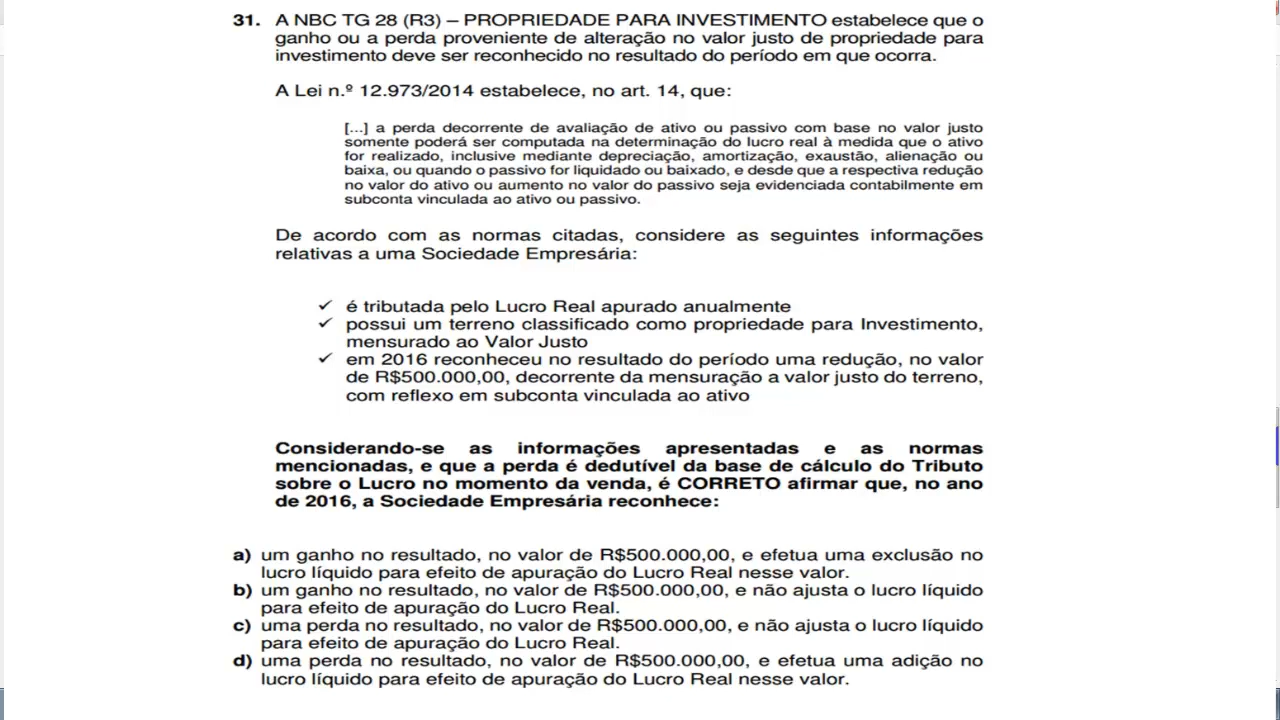 31. A NBC TG 28 (R3) – PROPRIEDADE PARA INVESTIMENTO estabelece que o
ganho ou a perda proveniente de alteração no valor justo de propriedade para
investimento deve ser reconhecido no resultado do período em que ocorra.
A Lei n.º 12.973/2014 estabelece, no art. 14, que:
[...] a perda decorrente de avaliação de ativo ou passivo com base no valor justo
somente poderá ser computada na determinação do lucro real à medida que o ativo
for realizado, inclusive mediante depreciação, amortização, exaustão, alienação ou
baixa, ou quando o passivo for liquidado ou baixado, e desde que a respectiva redução
no valor do ativo ou aumento no valor do passivo seja evidenciada contabilmente em
subconta vinculada ao ativo ou passivo.
De acordo com as normas citadas, considere as seguintes informações
relativas a uma Sociedade Empresária:
✓ é tributada pelo Lucro Real apurado anualmente
✓ possui um terreno classificado como propriedade para Investimento,
mensurado ao Valor Justo
✓ em 2016 reconheceu no resultado do período uma redução, no valor
de R$500.000,00, decorrente da mensuração a valor justo do terreno,
com reflexo em subconta vinculada ao ativo
Considerando-se as informações apresentadas e as normas
mencionadas, e que a perda é dedutível da base de cálculo do Tributo
sobre o Lucro no momento da venda, é CORRETO afirmar que, no ano
de 2016, a Sociedade Empresária reconhece:
a) um ganho no resultado, no valor de R$500.000,00, e efetua uma exclusão no
lucro líquido para efeito de apuração do Lucro Real nesse valor.
b) um ganho no resultado, no valor de R$500.000,00, e não ajusta o lucro líquido
para efeito de apuração do Lucro Real.
c) uma perda no resultado, no valor de R$500.000,00, e não ajusta o lucro líquido
para efeito de apuração do Lucro Real.
d) uma perda no resultado, no valor de R$500.000,00, e efetua uma adição no
lucro líquido para efeito de apuração do Lucro Real nesse valor.